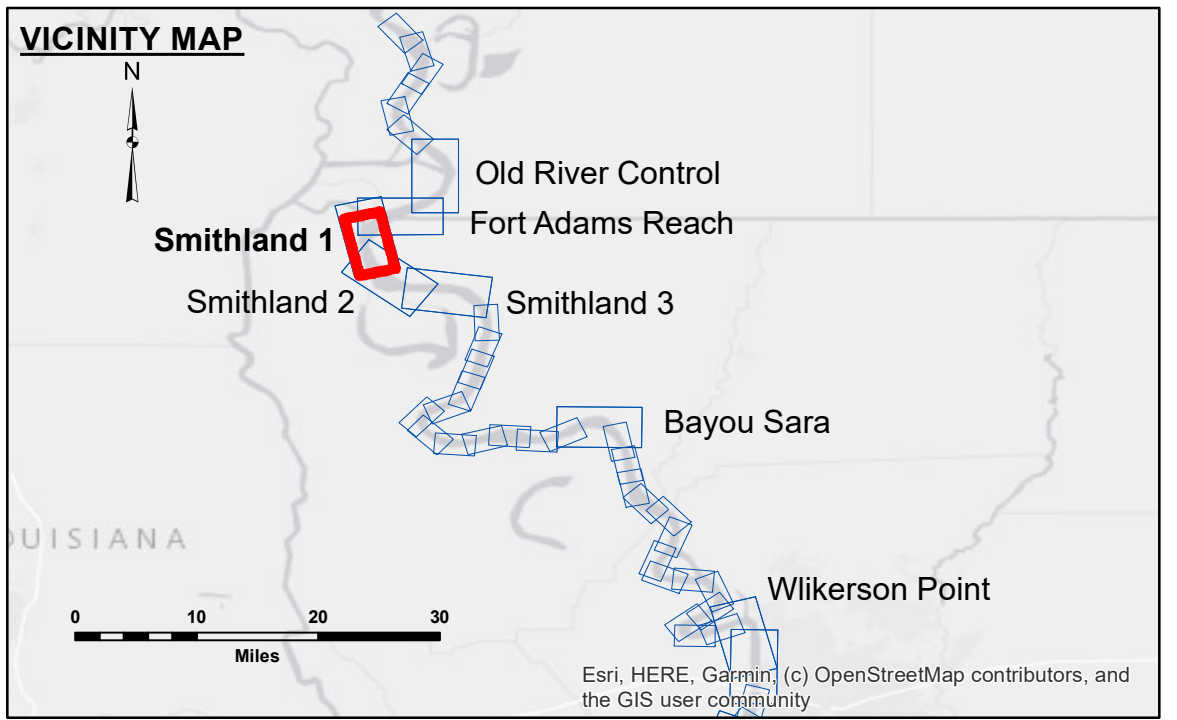 VICINITY MAP
N
Old River Control
Fort Adams Reach
Smithland 1
Smithland 2
Smithland 3
Bayou Sara
OUISIANA
Wlikerson Point
0 10 20 30
Miles
Esri, HERE, Garmin, (c) OpenStreetMap contributors, and
the GIS user community